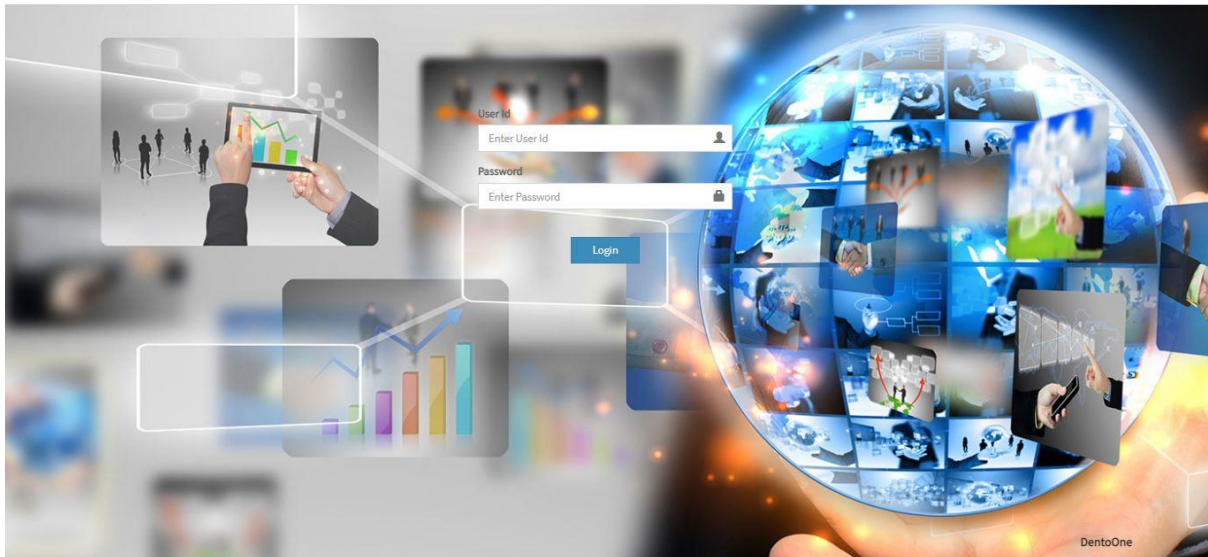 User Id
Enter User Id
Password
Enter Password
Login
DentoOne